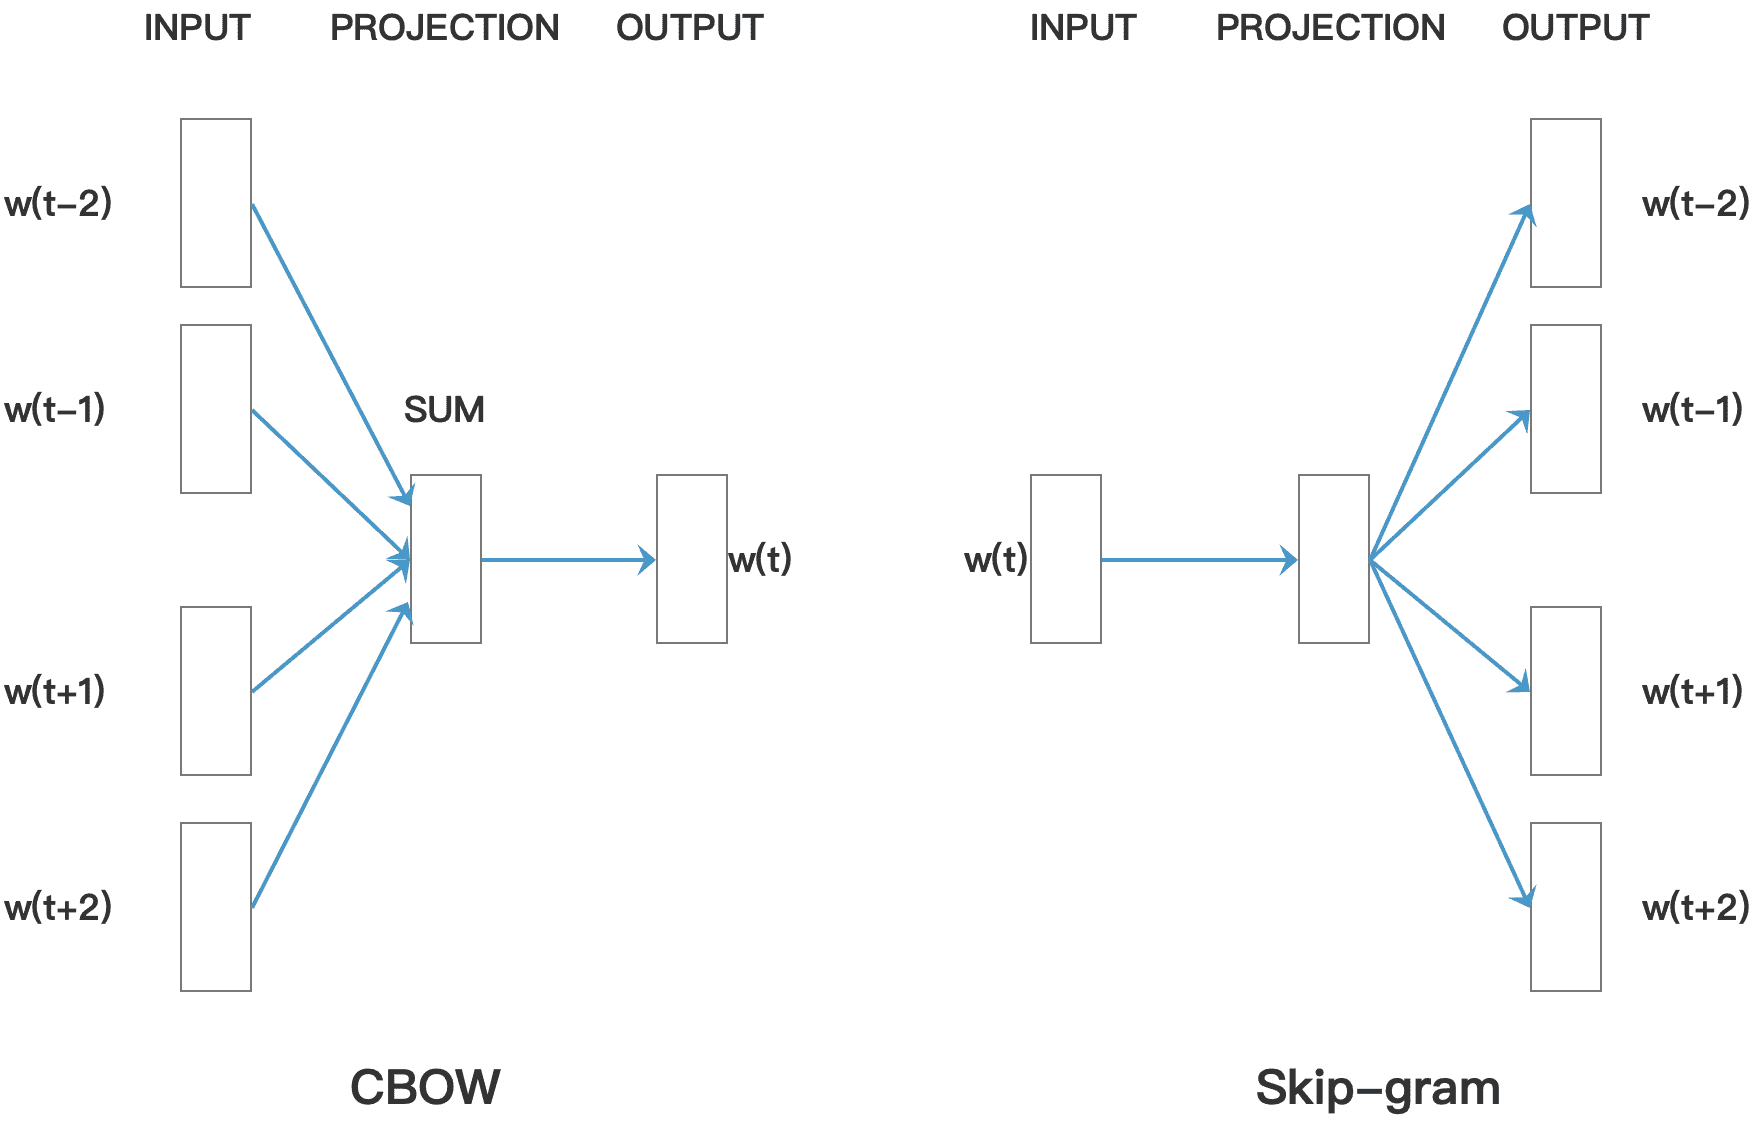 INPUT PROJECTION OUTPUT
w(t-2)
w(t-1)
SUM
w(t)
w(t+1)
w(t+2)
CBOW
INPUT PROJECTION OUTPUT
w(t-2)
w(t-1)
w(t)
w(t+1)
w(t+2)
Skip-gram